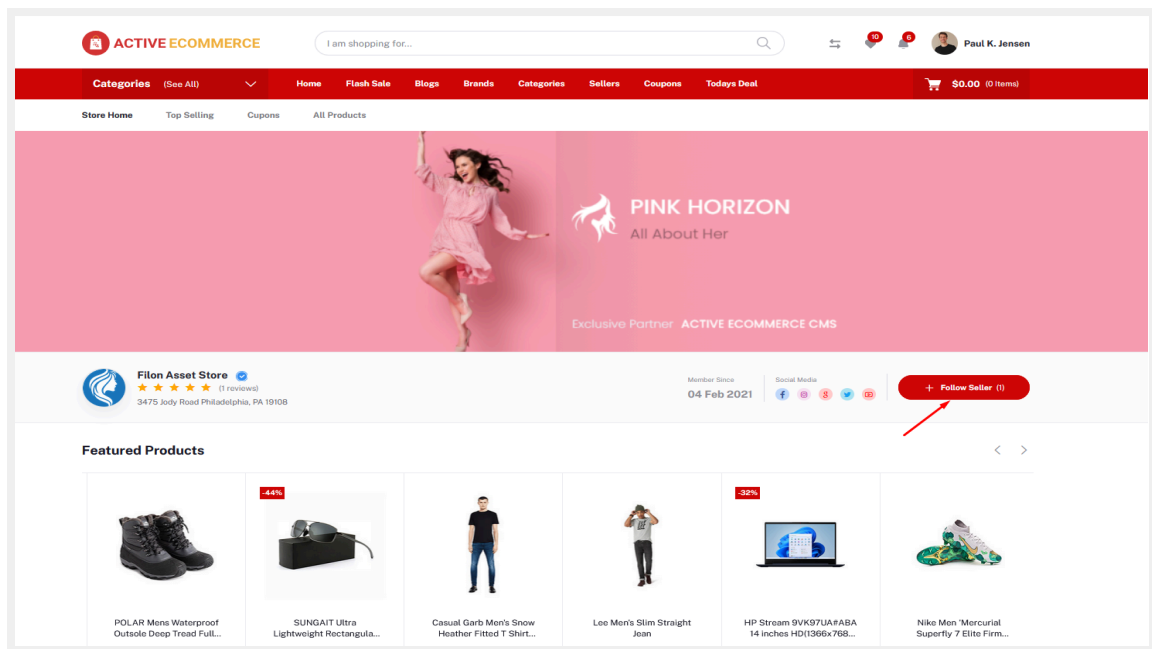 ACTIVE ECOMMERCE
I am shopping for...
10
6
Paul K. Jensen
Categories (See All)
Home
Flash Sale
Blogs
Brands
Categories
Sellers
Coupons
Todays Deal
$0.00 (0 Items)
Store Home
Top Selling
Cupons
All Products
PINK HORIZON
All About Her
Exclusive Partner ACTIVE ECOMMERCE CMS
Filon Asset Store
(1 reviews)
3475 Jody Road Philadelphia, PA 19108
Member Since
04 Feb 2021
Social Media
+ Follow Seller (1)
Featured Products
-44%
-32%
POLAR Mens Waterproof
Outsole Deep Tread Full...
SUNGAIT Ultra
Lightweight Rectangula...
Casual Garb Men's Snow
Heather Fitted T Shirt...
Lee Men's Slim Straight
Jean
HP Stream 9VK97UA#ABA
14 inches HD(1366x768...
Nike Men 'Mercurial
Superfly 7 Elite Firm...